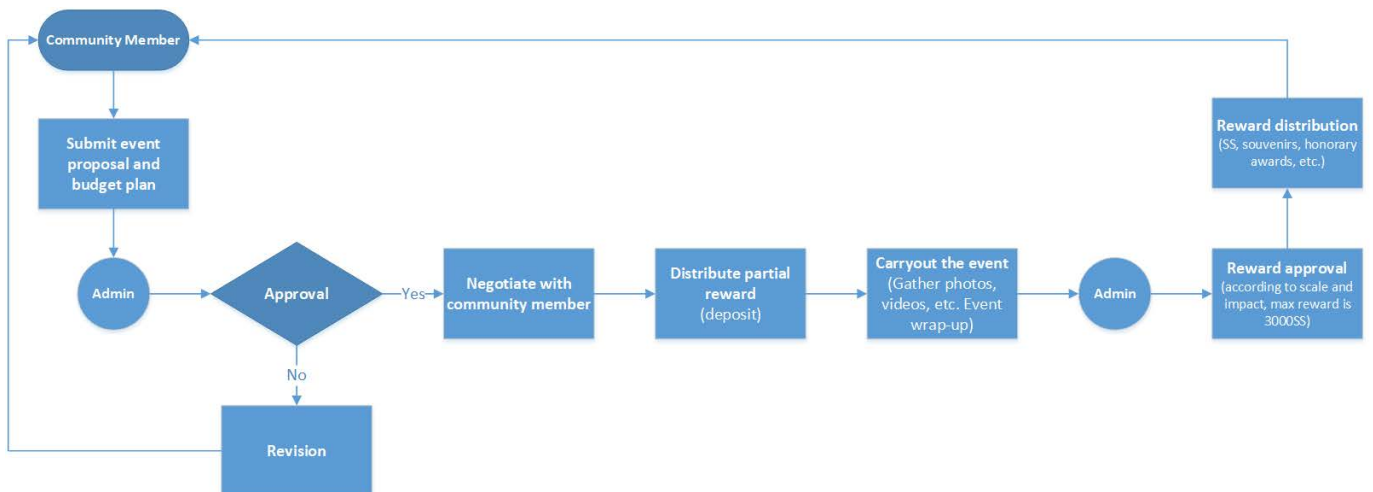 Community Member
Submit event
proposal and
budget plan
Admin
Approval
Yes
No
Revision
Negotiate with
community member
Distribute partial
reward
(deposit)
Carryout the event
(Gather photos,
videos, etc. Event
wrap-up)
Admin
Reward approval
(according to scale and
impact, max reward is
3000SS)
Reward distribution
(SS, souvenirs, honorary
awards, etc.)